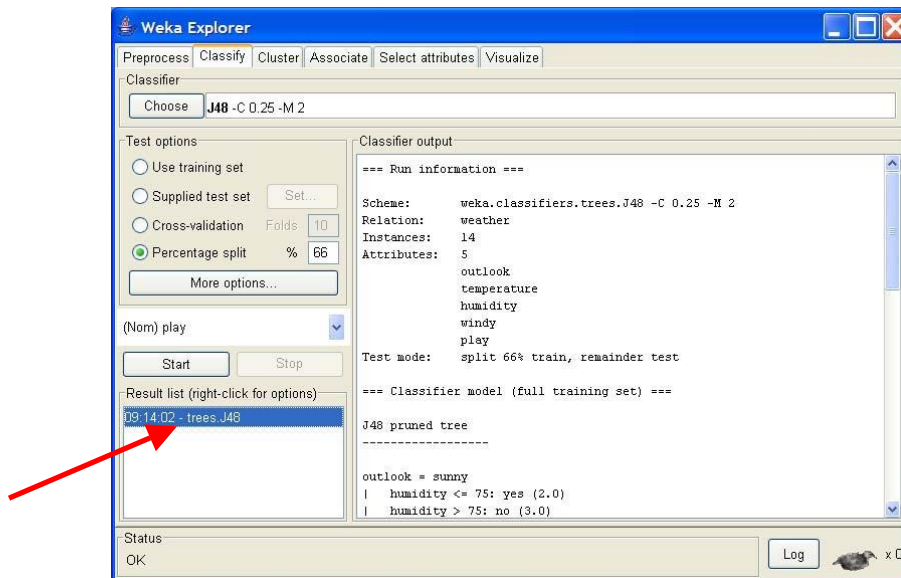 Weka Explorer
Preprocess Classify Cluster Associate Select attributes Visualize
Classifier
Choose J48 -C 0.25 -M 2
Test options
Use training set
Supplied test set Set...
Cross-validation Folds 10
Percentage split % 66
More options...
(Nom) play
Start Stop
Result list (right-click for options)
09:14:02 - trees.J48
Classifier output
=== Run information ===
Scheme: weka.classifiers.trees.J48 -C 0.25 -M 2
Relation: weather
Instances: 14
Attributes: 5
outlook
temperature
humidity
windy
play
Test mode: split 66% train, remainder test
=== Classifier model (full training set) ===
J48 pruned tree
------------------
outlook = sunny
| humidity <= 75: yes (2.0)
| humidity > 75: no (3.0)
Status
OK
Log x 0